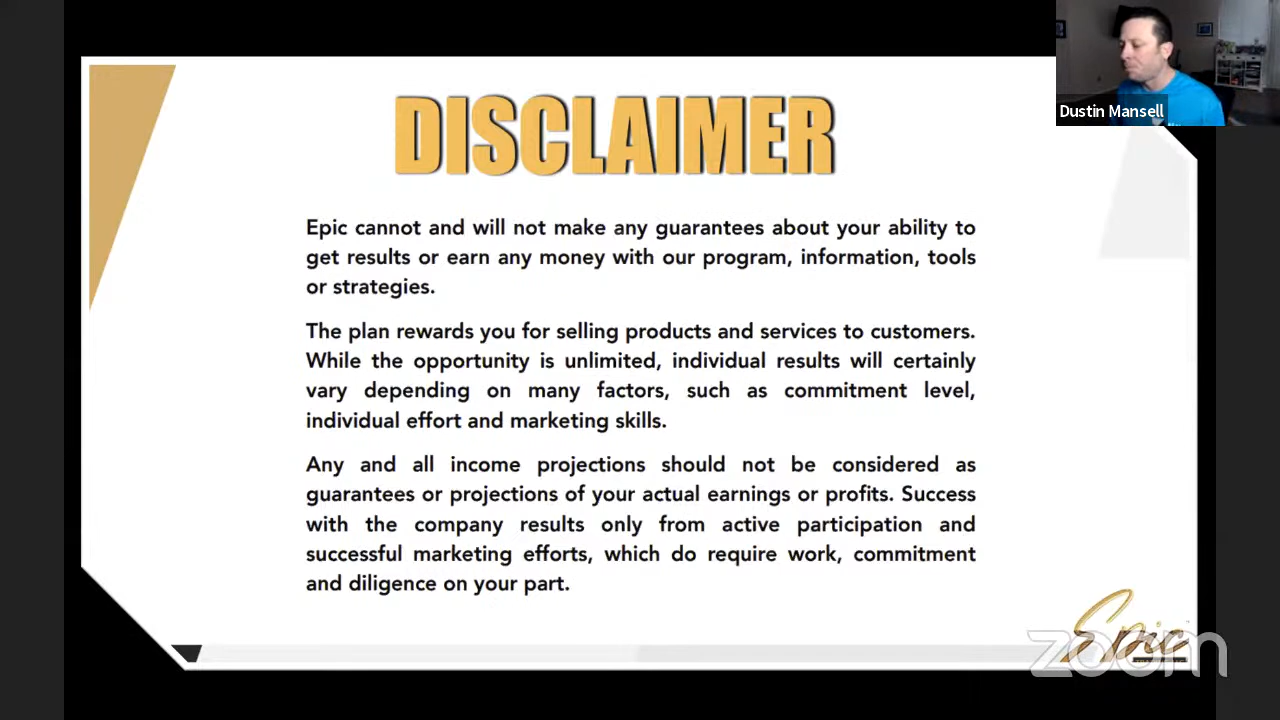 DISCLAIMER
Dustin Mansell
Epic cannot and will not make any guarantees about your ability to
get results or earn any money with our program, information, tools
or strategies.
The plan rewards you for selling products and services to customers.
While the opportunity is unlimited, individual results will certainly
vary depending on many factors, such as commitment level,
individual effort and marketing skills.
Any and all income projections should not be considered as
guarantees or projections of your actual earnings or profits. Success
with the company results only from active participation and
successful marketing efforts, which do require work, commitment
and diligence on your part.
Epic
zoom